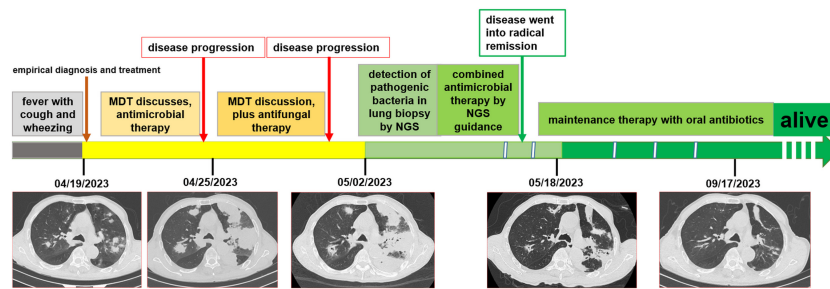 disease went
into radical
remission
disease progression
disease progression
empirical diagnosis and treatment
fever with
cough and
wheezing
MDT discusses,
antimicrobial
therapy
MDT discussion,
plus antifungal
therapy
detection of
pathogenic
bacteria in
lung biopsy
by NGS
combined
antimicrobial
therapy by
NGS
guidance
maintenance therapy with oral antibiotics
alive
04/19/2023
04/25/2023
05/02/2023
05/18/2023
09/17/2023